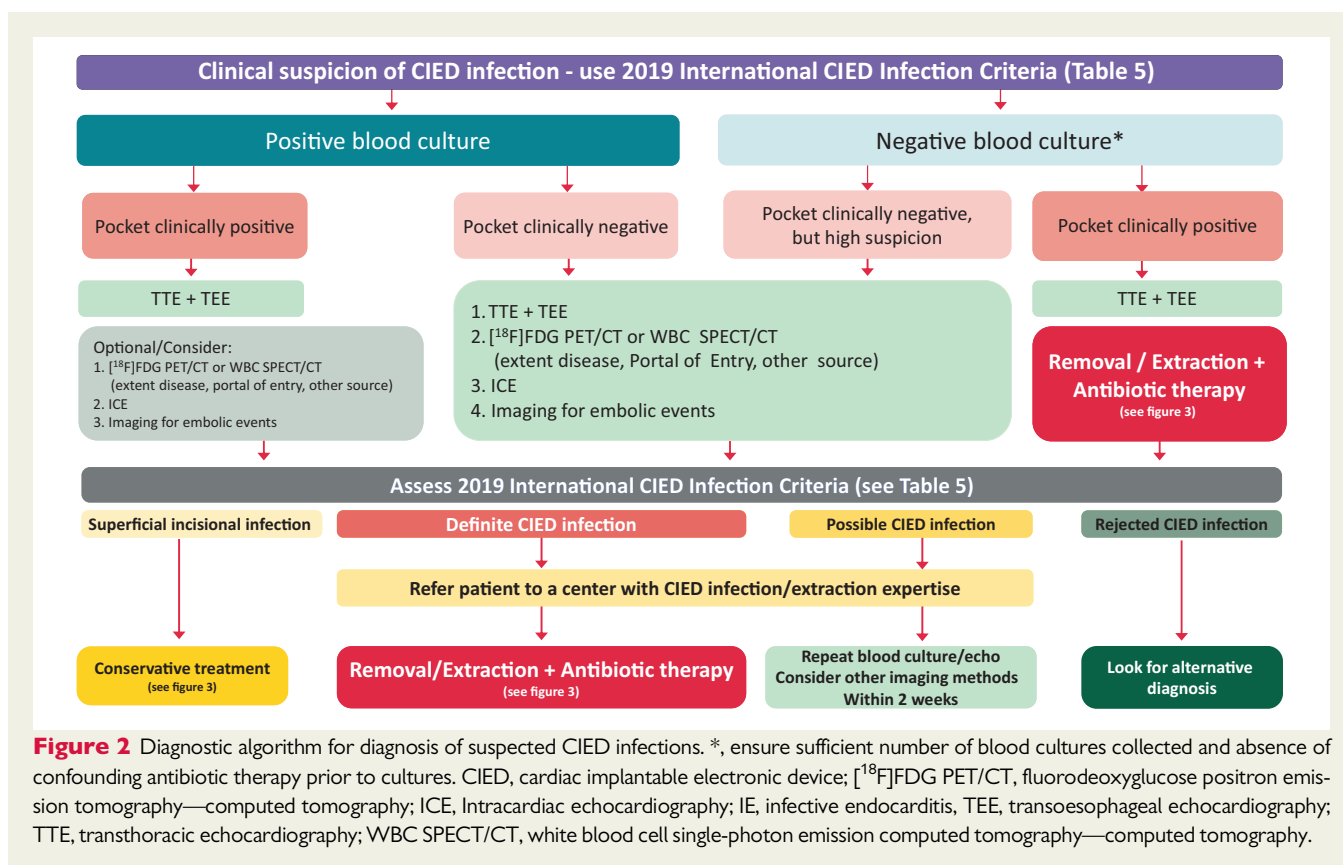 Clinical suspicion of CIED infection - use 2019 International CIED Infection Criteria (Table 5)
Positive blood culture
Negative blood culture*
Pocket clinically positive
Pocket clinically negative
Pocket clinically negative,
but high suspicion
Pocket clinically positive
TTE + TEE
Optional/Consider:
1. [¹⁸F]FDG PET/CT or WBC SPECT/CT
(extent disease, portal of entry, other source)
2. ICE
3. Imaging for embolic events
1. TTE + TEE
2. [¹⁸F]FDG PET/CT or WBC SPECT/CT
(extent disease, Portal of Entry, other source)
3. ICE
4. Imaging for embolic events
TTE + TEE
Removal / Extraction +
Antibiotic therapy
(see figure 3)
Assess 2019 International CIED Infection Criteria (see Table 5)
Superficial incisional infection
Definite CIED infection
Possible CIED infection
Rejected CIED infection
Refer patient to a center with CIED infection/extraction expertise
Conservative treatment
(see figure 3)
Removal/Extraction + Antibiotic therapy
(see figure 3)
Repeat blood culture/echo
Consider other imaging methods
Within 2 weeks
Look for alternative
diagnosis
Figure 2 Diagnostic algorithm for diagnosis of suspected CIED infections. *, ensure sufficient number of blood cultures collected and absence of
confounding antibiotic therapy prior to cultures. CIED, cardiac implantable electronic device; [¹⁸F]FDG PET/CT, fluorodeoxyglucose positron emis-
sion tomography—computed tomography; ICE, Intracardiac echocardiography; IE, infective endocarditis, TEE, transoesophageal echocardiography;
TTE, transthoracic echocardiography; WBC SPECT/CT, white blood cell single-photon emission computed tomography—computed tomography.